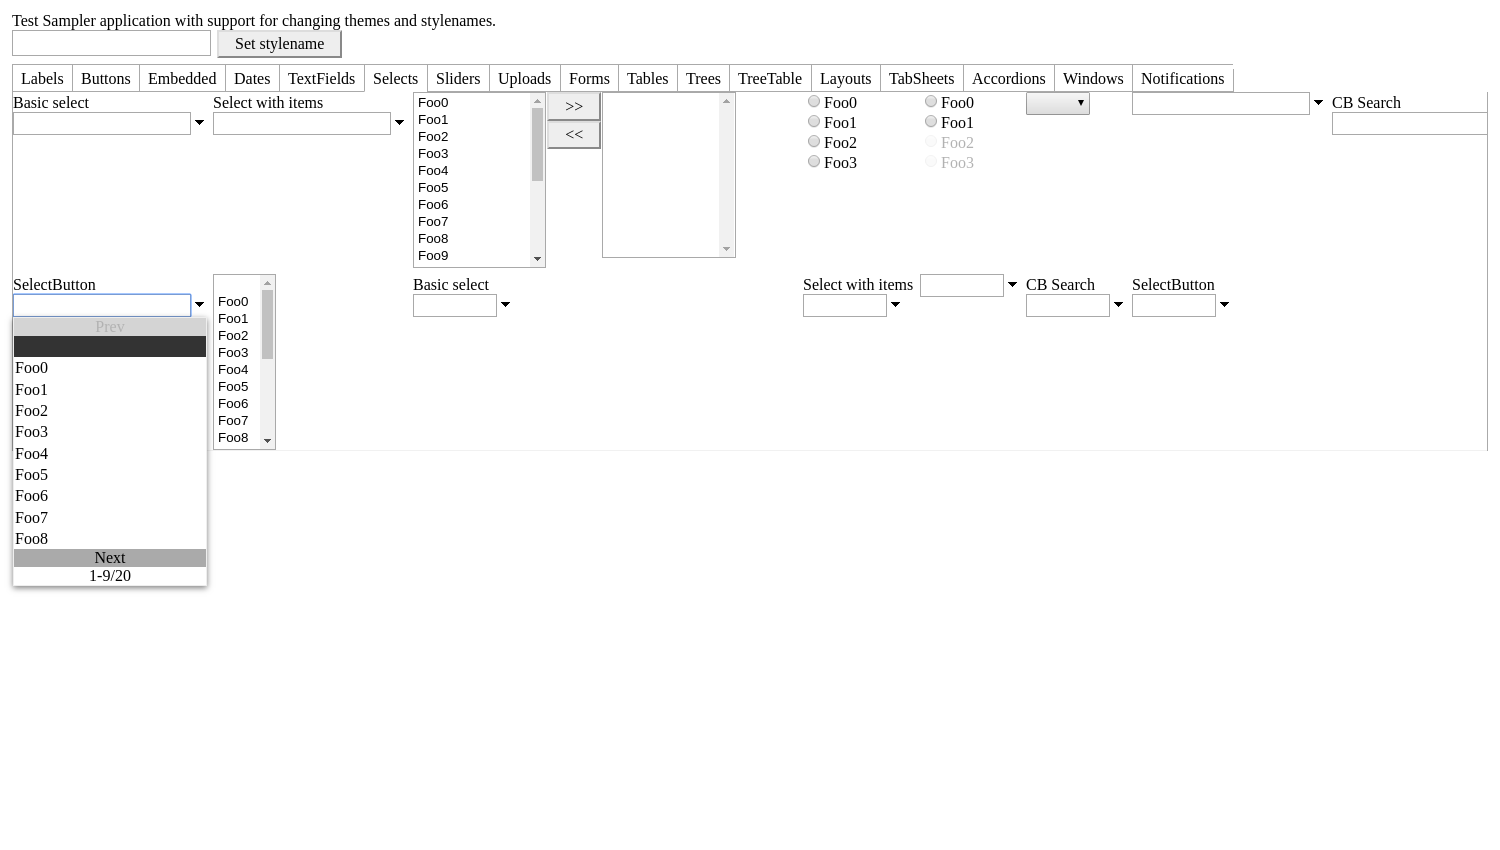 Test Sampler application with support for changing themes and stylenames.
Set stylename
Labels Buttons Embedded Dates TextFields Selects Sliders Uploads Forms Tables Trees TreeTable Layouts TabSheets Accordions Windows Notifications
Basic select
Select with items
Foo0
Foo1
Foo2
Foo3
Foo4
Foo5
Foo6
Foo7
Foo8
Foo9
>>
<<
Foo0
Foo1
Foo2
Foo3
Foo0
Foo1
Foo2
Foo3
CB Search
SelectButton
Prev
Foo0
Foo1
Foo2
Foo3
Foo4
Foo5
Foo6
Foo7
Foo8
Next
1-9/20
Foo0
Foo1
Foo2
Foo3
Foo4
Foo5
Foo6
Foo7
Foo8
Basic select
Select with items
CB Search
SelectButton